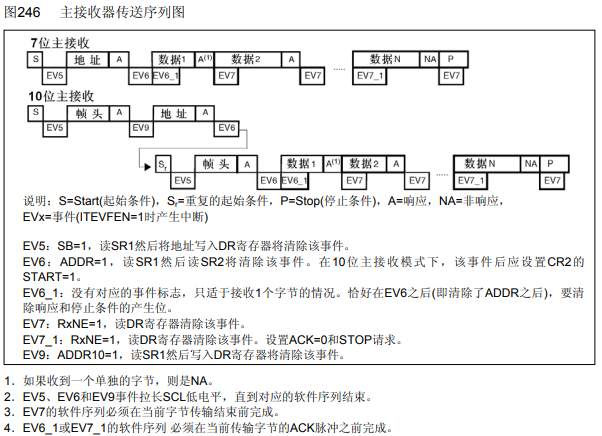 图246 主接收器传送序列图
7位主接收
S 地址 A 数据1 A(1) 数据2 A ..... 数据N NA P
EV5 EV6 EV6_1 EV7 EV7 EV7_1 EV7
10位主接收
S 帧头 A 地址 A
EV5 EV9 EV6
Sr 帧头 A 数据1 A(1) 数据2 A ..... 数据N NA P
EV5 EV6 EV6_1 EV7 EV7 EV7_1 EV7
说明：S=Start(起始条件)，Sr=重复的起始条件，P=Stop(停止条件)，A=响应，NA=非响应，
EVx=事件(ITEVFEN=1时产生中断)
EV5：SB=1，读SR1然后将地址写入DR寄存器将清除该事件。
EV6：ADDR=1，读SR1然后读SR2将清除该事件。在10位主接收模式下，该事件后应设置CR2的
START=1。
EV6_1：没有对应的事件标志，只适于接收1个字节的情况。恰好在EV6之后(即清除了ADDR之后)，要清
除响应和停止条件的产生位。
EV7：RxNE=1，读DR寄存器清除该事件。
EV7_1：RxNE=1，读DR寄存器清除该事件。设置ACK=0和STOP请求。
EV9：ADDR10=1，读SR1然后写入DR寄存器将清除该事件。
1．如果收到一个单独的字节，则是NA。
2．EV5、EV6和EV9事件拉长SCL低电平，直到对应的软件序列结束。
3．EV7的软件序列必须在当前字节传输结束前完成。
4．EV6_1或EV7_1的软件序列 必须在当前传输字节的ACK脉冲之前完成。